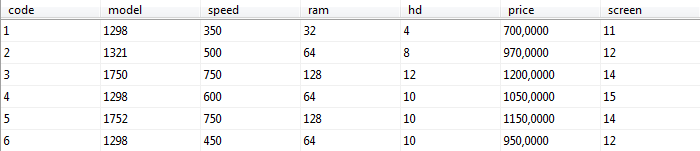 code model speed ram hd price screen
1 1298 350 32 4 700,0000 11
2 1321 500 64 8 970,0000 12
3 1750 750 128 12 1200,0000 14
4 1298 600 64 10 1050,0000 15
5 1752 750 128 10 1150,0000 14
6 1298 450 64 10 950,0000 12